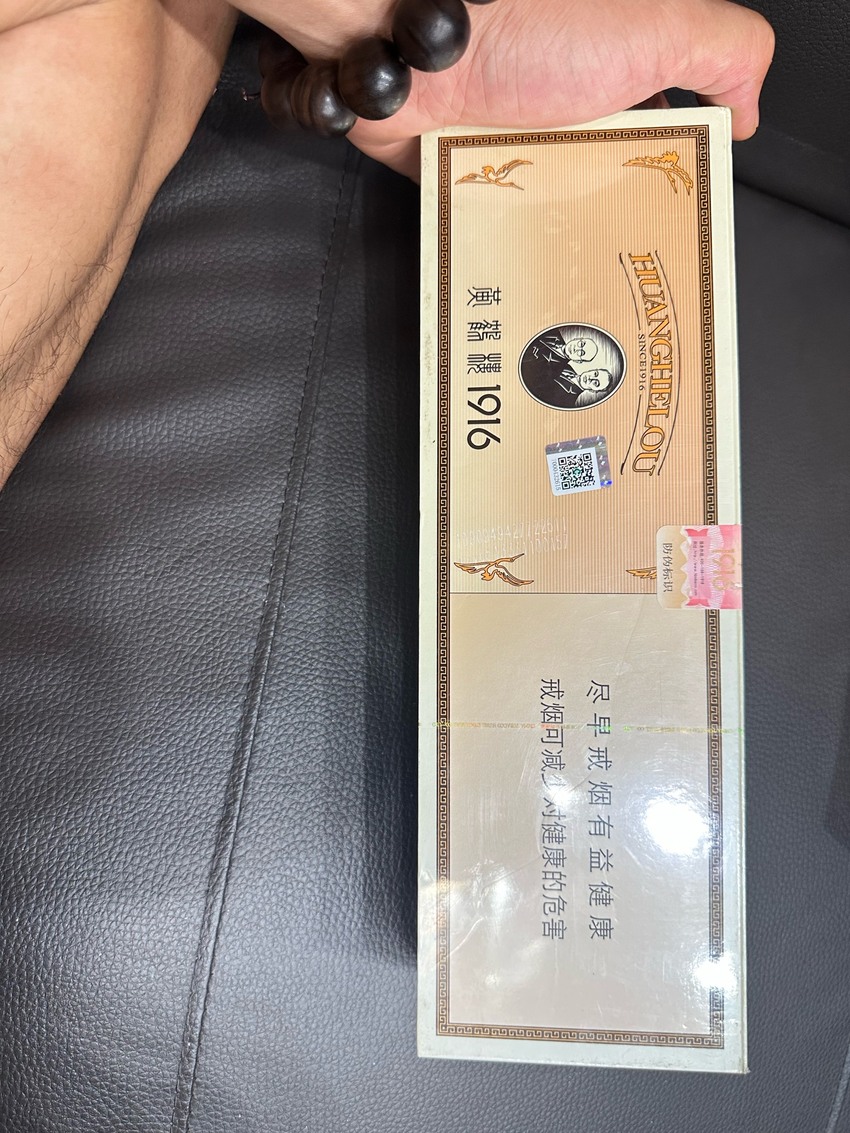 HUANGHELOU
SINCE1916
黄鹤楼1916
防伪标识
尽早戒烟有益健康
戒烟可减少对健康的危害